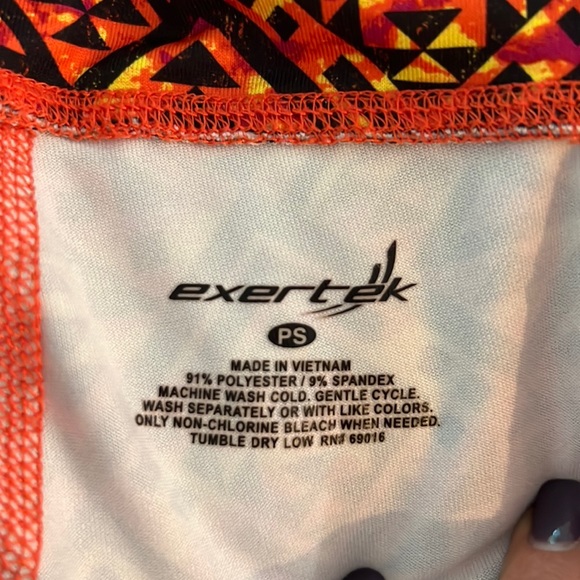 exertek
PS
MADE IN VIETNAM
91% POLYESTER / 9% SPANDEX
MACHINE WASH COLD. GENTLE CYCLE.
WASH SEPARATELY OR WITH LIKE COLORS.
ONLY NON-CHLORINE BLEACH WHEN NEEDED.
TUMBLE DRY LOW RN# 69016